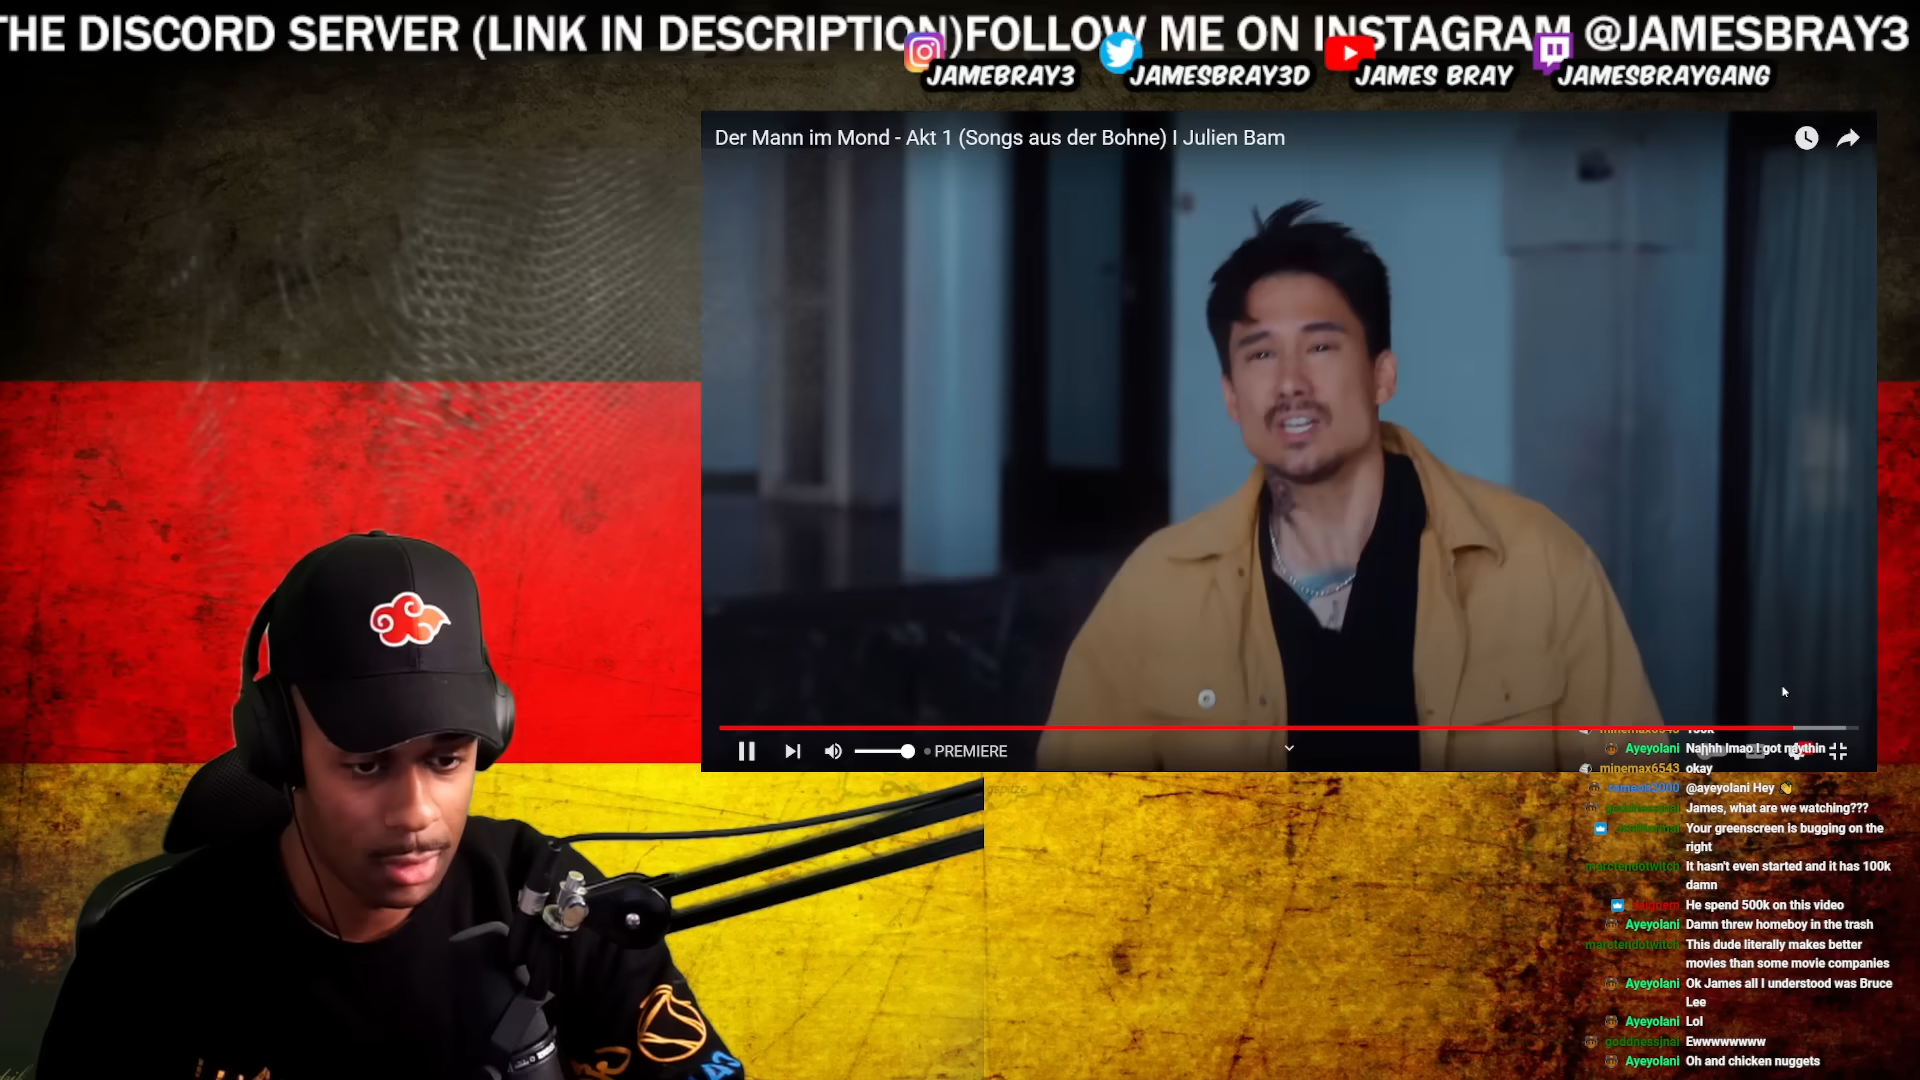 THE DISCORD SERVER (LINK IN DESCRIPTION)FOLLOW ME ON INSTAGRAM @JAMESBRAY3
JAMEBRAY3
JAMESBRAY3D
JAMES BRAY
JAMESBRAYGANG
Der Mann im Mond - Akt 1 (Songs aus der Bohne) I Julien Bam
PREMIERE
Ayeyolani Nahhh lmao I got naythin
minemax6543 okay
@ayeyolani Hey 👋
James, what are we watching???
Your greenscreen is bugging on the
right
marctendotwitch It hasn't even started and it has 100k
damn
He spend 500k on this video
Ayeyolani Damn threw homeboy in the trash
marctendotwitch This dude literally makes better
movies than some movie companies
Ayeyolani Ok James all I understood was Bruce
Lee
Ayeyolani Lol
goddnessjnai Ewwwwwwww
Ayeyolani Oh and chicken nuggets